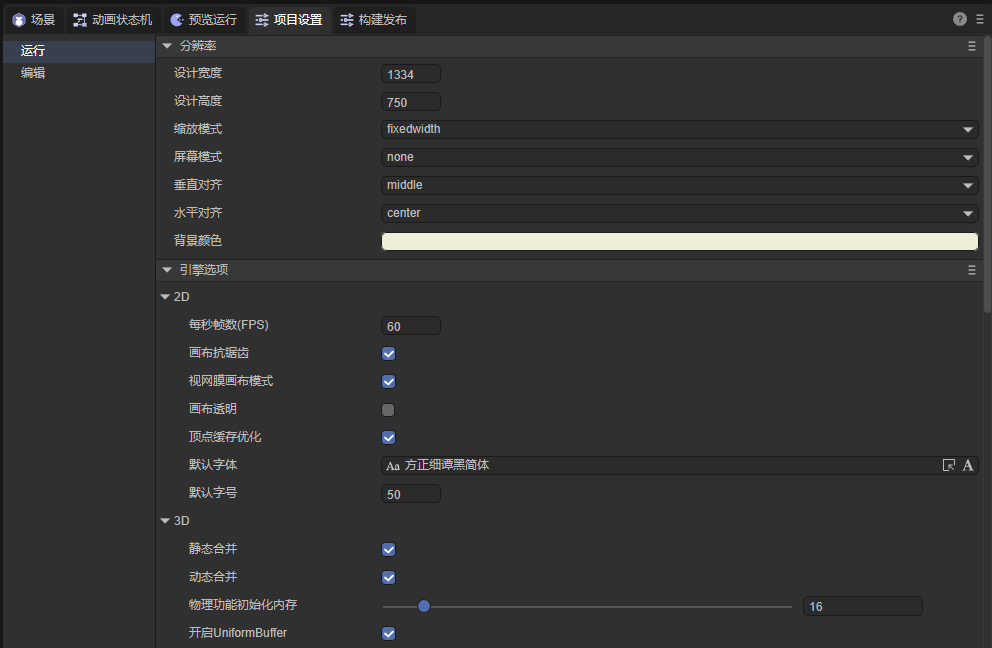 场景 动画状态机 预览运行 项目设置 构建发布 ?
运行
编辑
分辨率
设计宽度 1334
设计高度 750
缩放模式 fixedwidth
屏幕模式 none
垂直对齐 middle
水平对齐 center
背景颜色
引擎选项
2D
每秒帧数(FPS) 60
画布抗锯齿
视网膜画布模式
画布透明
顶点缓存优化
默认字体 Aa 方正细谭黑简体 A
默认字号 50
3D
静态合并
动态合并
物理功能初始化内存 16
开启UniformBuffer